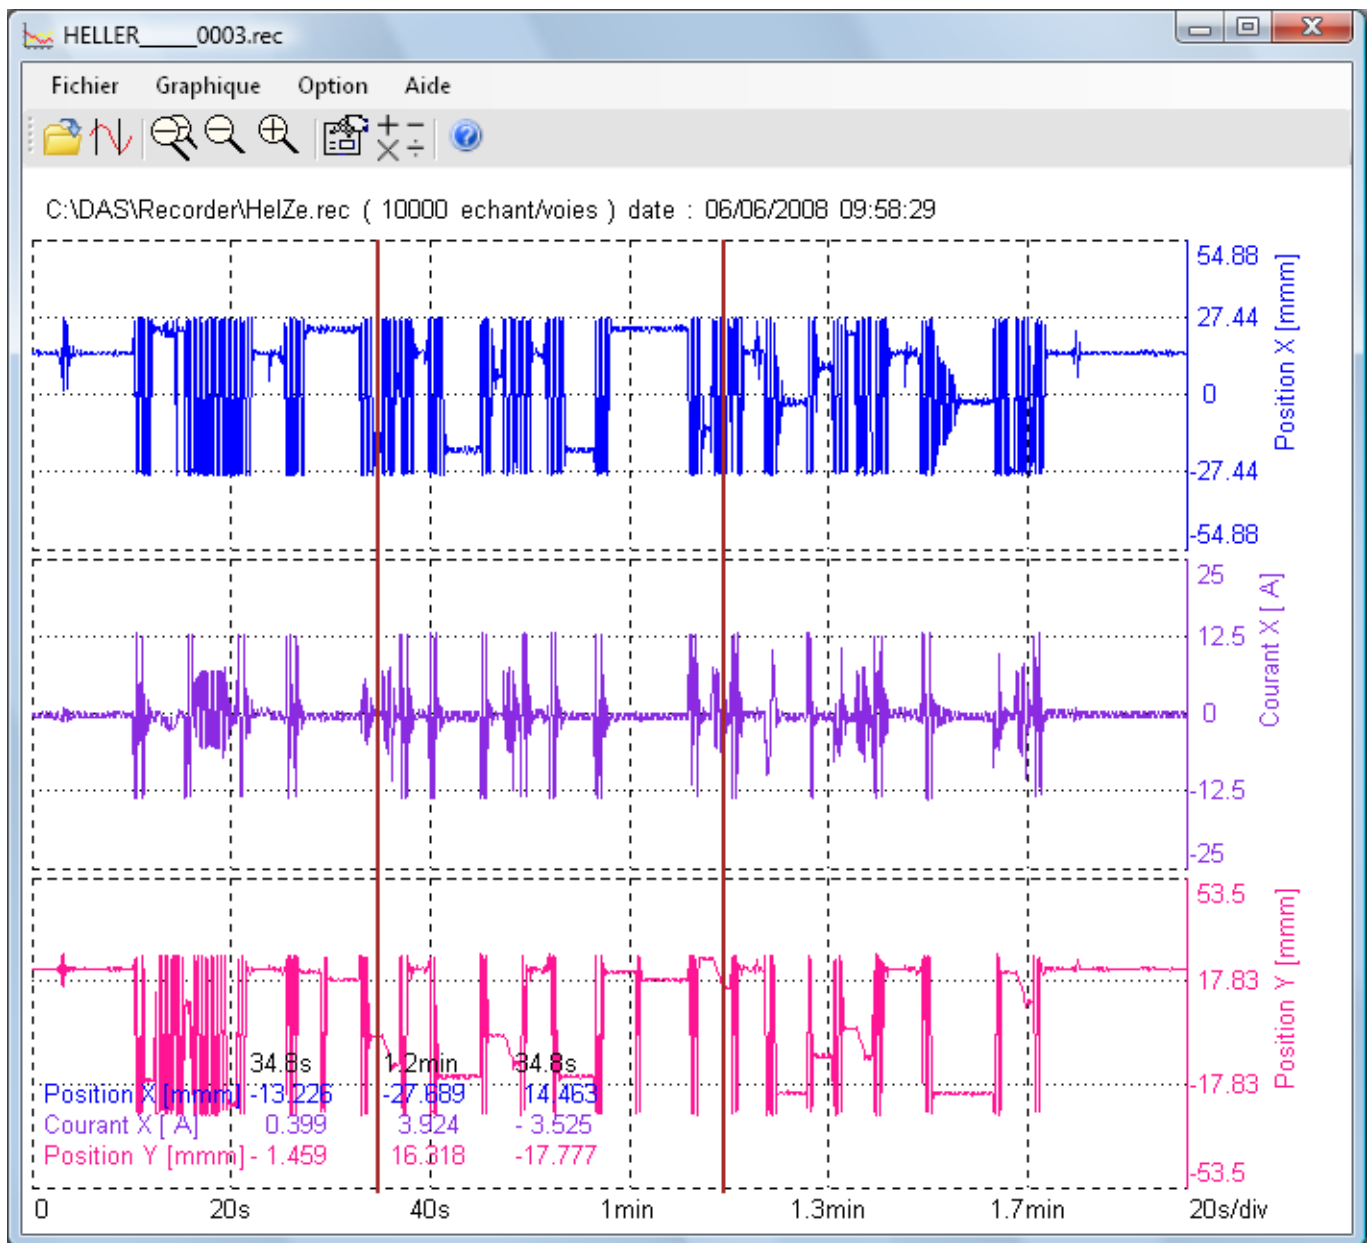 HELLER_____0003.rec
Fichier Graphique Option Aide
C:\DAS\Recorder\HelZe.rec ( 10000 echant/voies ) date : 06/06/2008 09:58:29
54.88
27.44
0
-27.44
-54.88
Position X [mmm]
25
12.5
0
-12.5
-25
Courant X [ A]
53.5
17.83
-17.83
-53.5
Position Y [mmm]
34.8s 1.2min 34.8s
Position X [mmm] -13.226 -27.689 14.463
Courant X [ A] 0.399 3.924 - 3.525
Position Y [mmm] - 1.459 16.318 -17.777
0 20s 40s 1min 1.3min 1.7min 20s/div